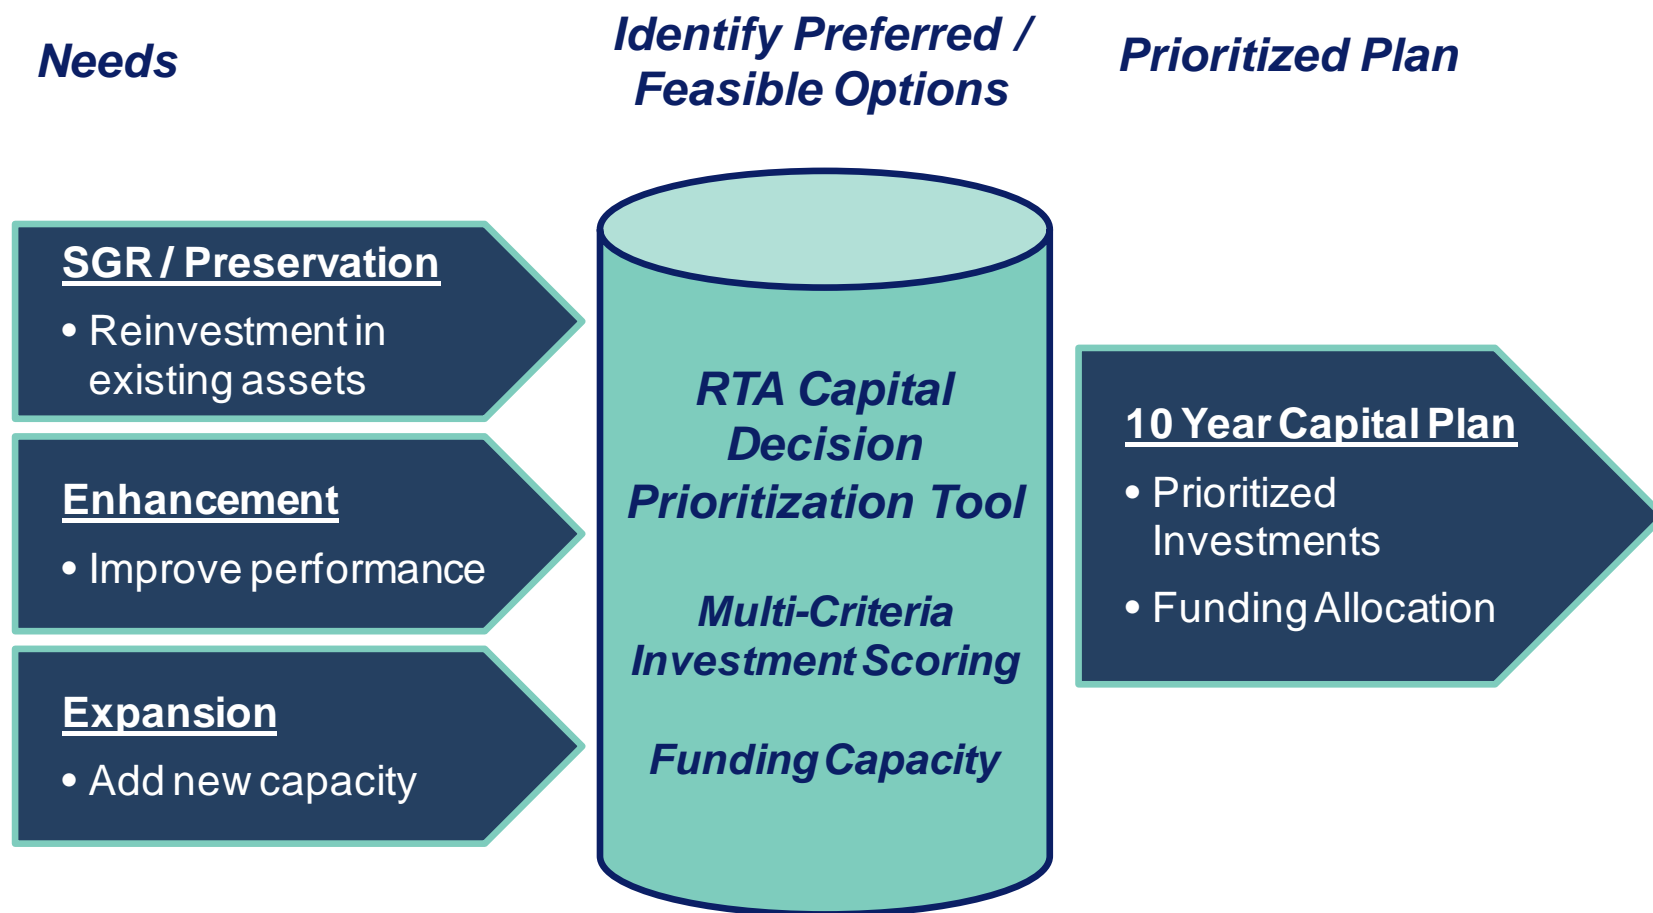 Needs
Identify Preferred /
Feasible Options
Prioritized Plan
SGR / Preservation
• Reinvestment in
existing assets
Enhancement
• Improve performance
Expansion
• Add new capacity
RTA Capital
Decision
Prioritization Tool
Multi-Criteria
Investment Scoring
Funding Capacity
10 Year Capital Plan
• Prioritized
Investments
• Funding Allocation